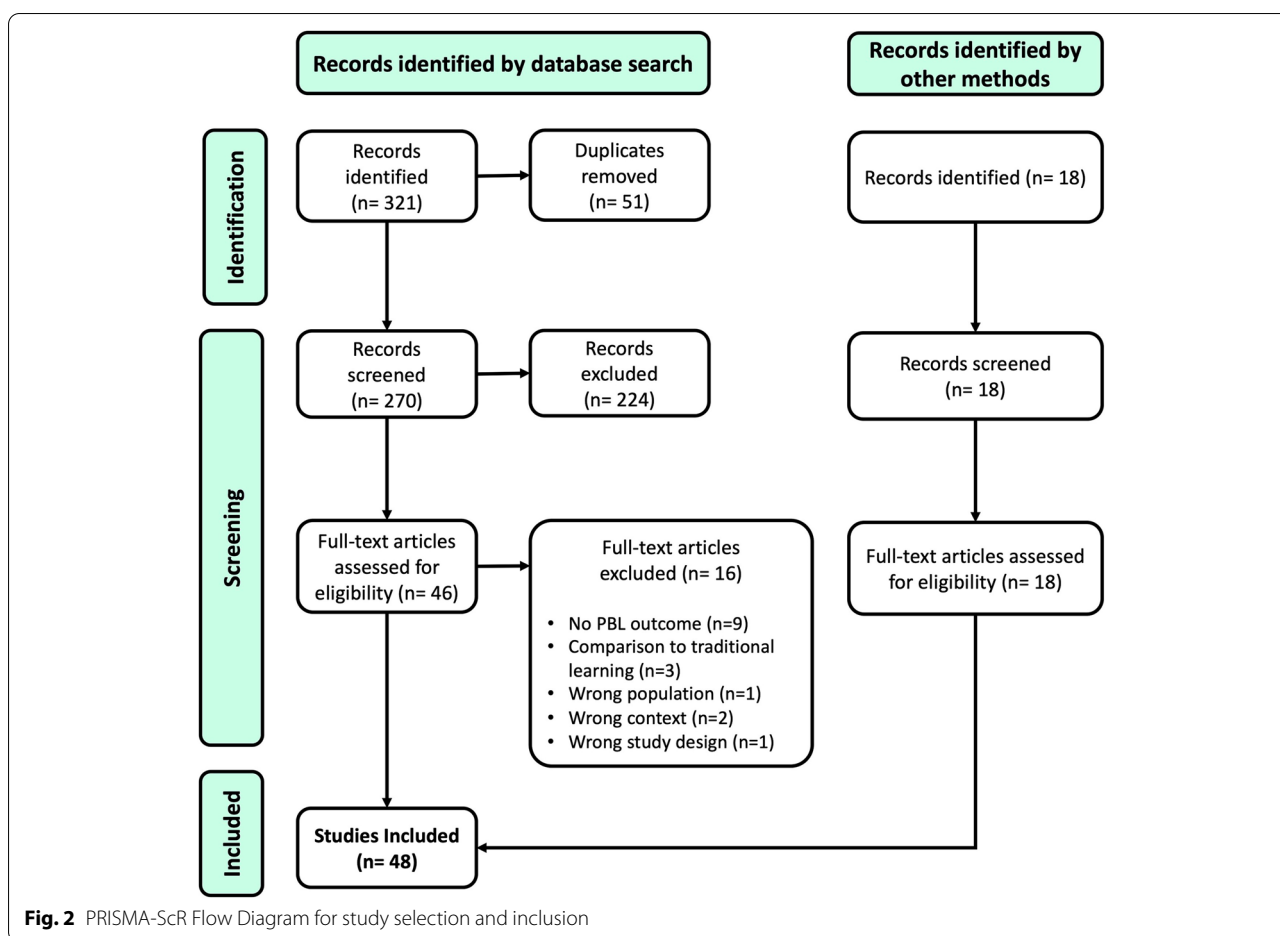 Records identified by database search
Records identified by
other methods
Identification
Records
identified
(n= 321)
Duplicates
removed
(n= 51)
Records identified (n= 18)
Screening
Records
screened
(n= 270)
Records
excluded
(n= 224)
Records screened
(n= 18)
Full-text articles
assessed for
eligibility (n= 46)
Full-text articles
excluded (n= 16)
• No PBL outcome (n=9)
• Comparison to traditional
learning (n=3)
• Wrong population (n=1)
• Wrong context (n=2)
• Wrong study design (n=1)
Full-text articles assessed
for eligibility (n= 18)
Included
Studies Included
(n= 48)
Fig. 2 PRISMA-ScR Flow Diagram for study selection and inclusion